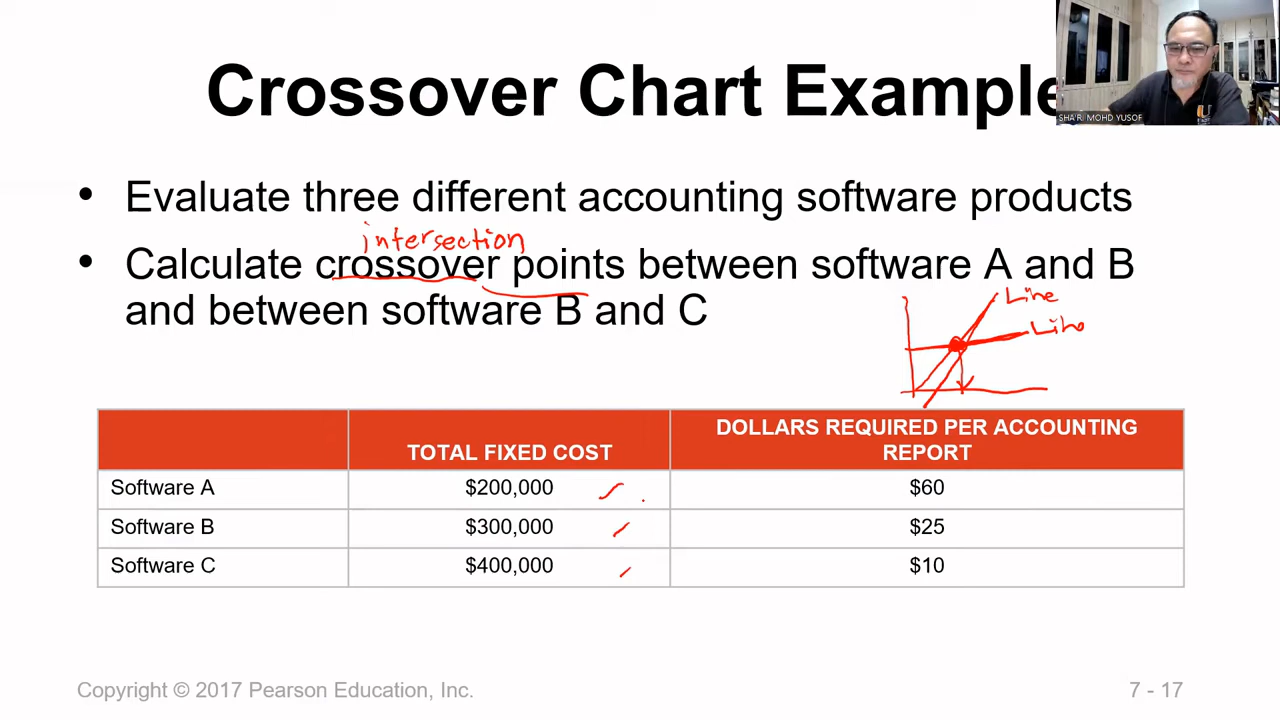 Crossover Chart Example
SHA'RI MOHD YUSOF
• Evaluate three different accounting software products
intersection
• Calculate crossover points between software A and B
and between software B and C
Line
Line
TOTAL FIXED COST
DOLLARS REQUIRED PER ACCOUNTING
REPORT
Software A $200,000 $60
Software B $300,000 $25
Software C $400,000 $10
Copyright © 2017 Pearson Education, Inc.
7 - 17